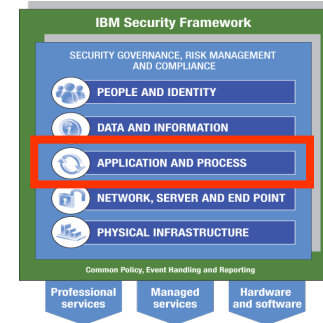 IBM Security Framework
SECURITY GOVERNANCE, RISK MANAGEMENT
AND COMPLIANCE
PEOPLE AND IDENTITY
DATA AND INFORMATION
APPLICATION AND PROCESS
NETWORK, SERVER AND END POINT
PHYSICAL INFRASTRUCTURE
Common Policy, Event Handling and Reporting
Professional
services
Managed
services
Hardware
and software